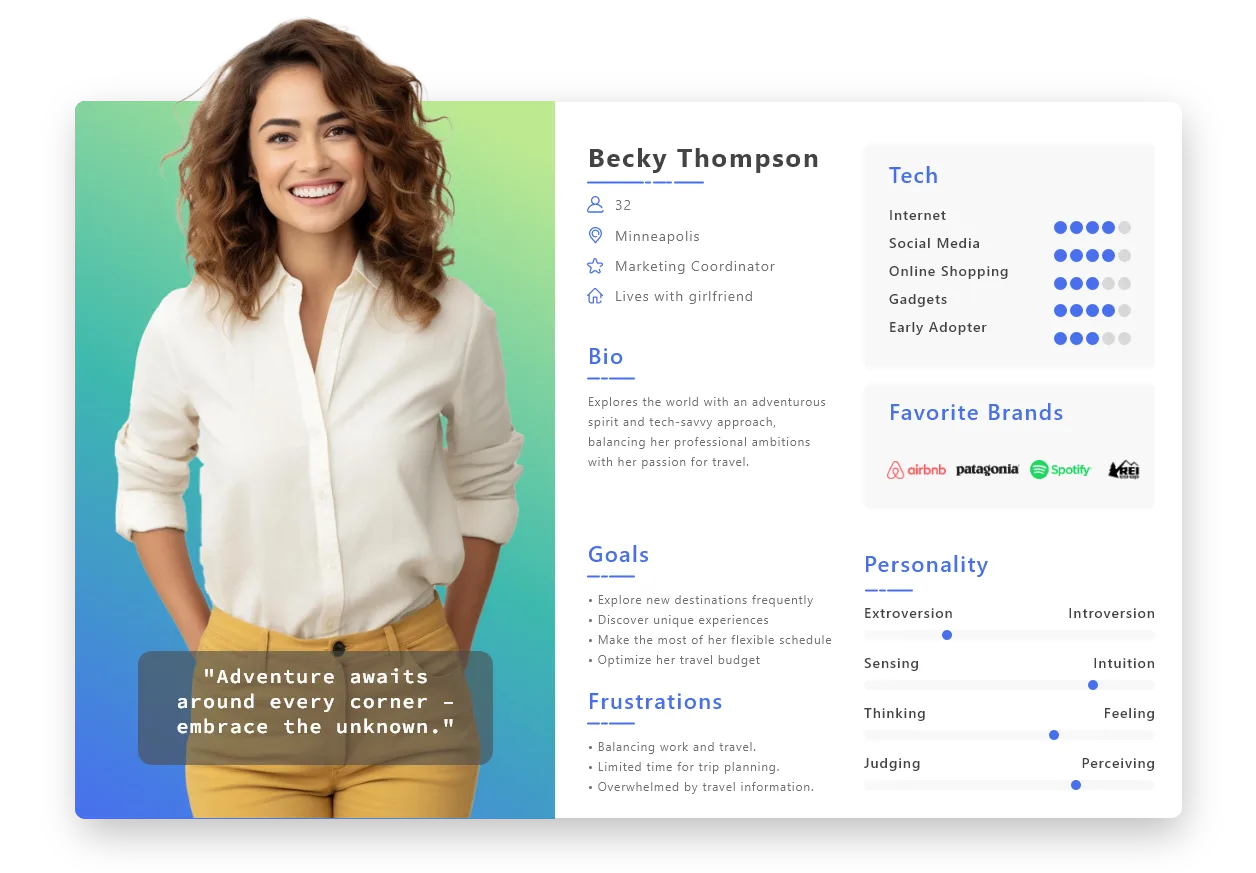 Becky Thompson
32
Minneapolis
Marketing Coordinator
Lives with girlfriend
Bio
Explores the world with an adventurous
spirit and tech-savvy approach,
balancing her professional ambitions
with her passion for travel.
Goals
• Explore new destinations frequently
• Discover unique experiences
• Make the most of her flexible schedule
• Optimize her travel budget
Frustrations
• Balancing work and travel.
• Limited time for trip planning.
• Overwhelmed by travel information.
"Adventure awaits
around every corner –
embrace the unknown."
Tech
Internet
Social Media
Online Shopping
Gadgets
Early Adopter
Favorite Brands
airbnb patagonia Spotify REI
co-op
Personality
Extroversion Introversion
Sensing Intuition
Thinking Feeling
Judging Perceiving